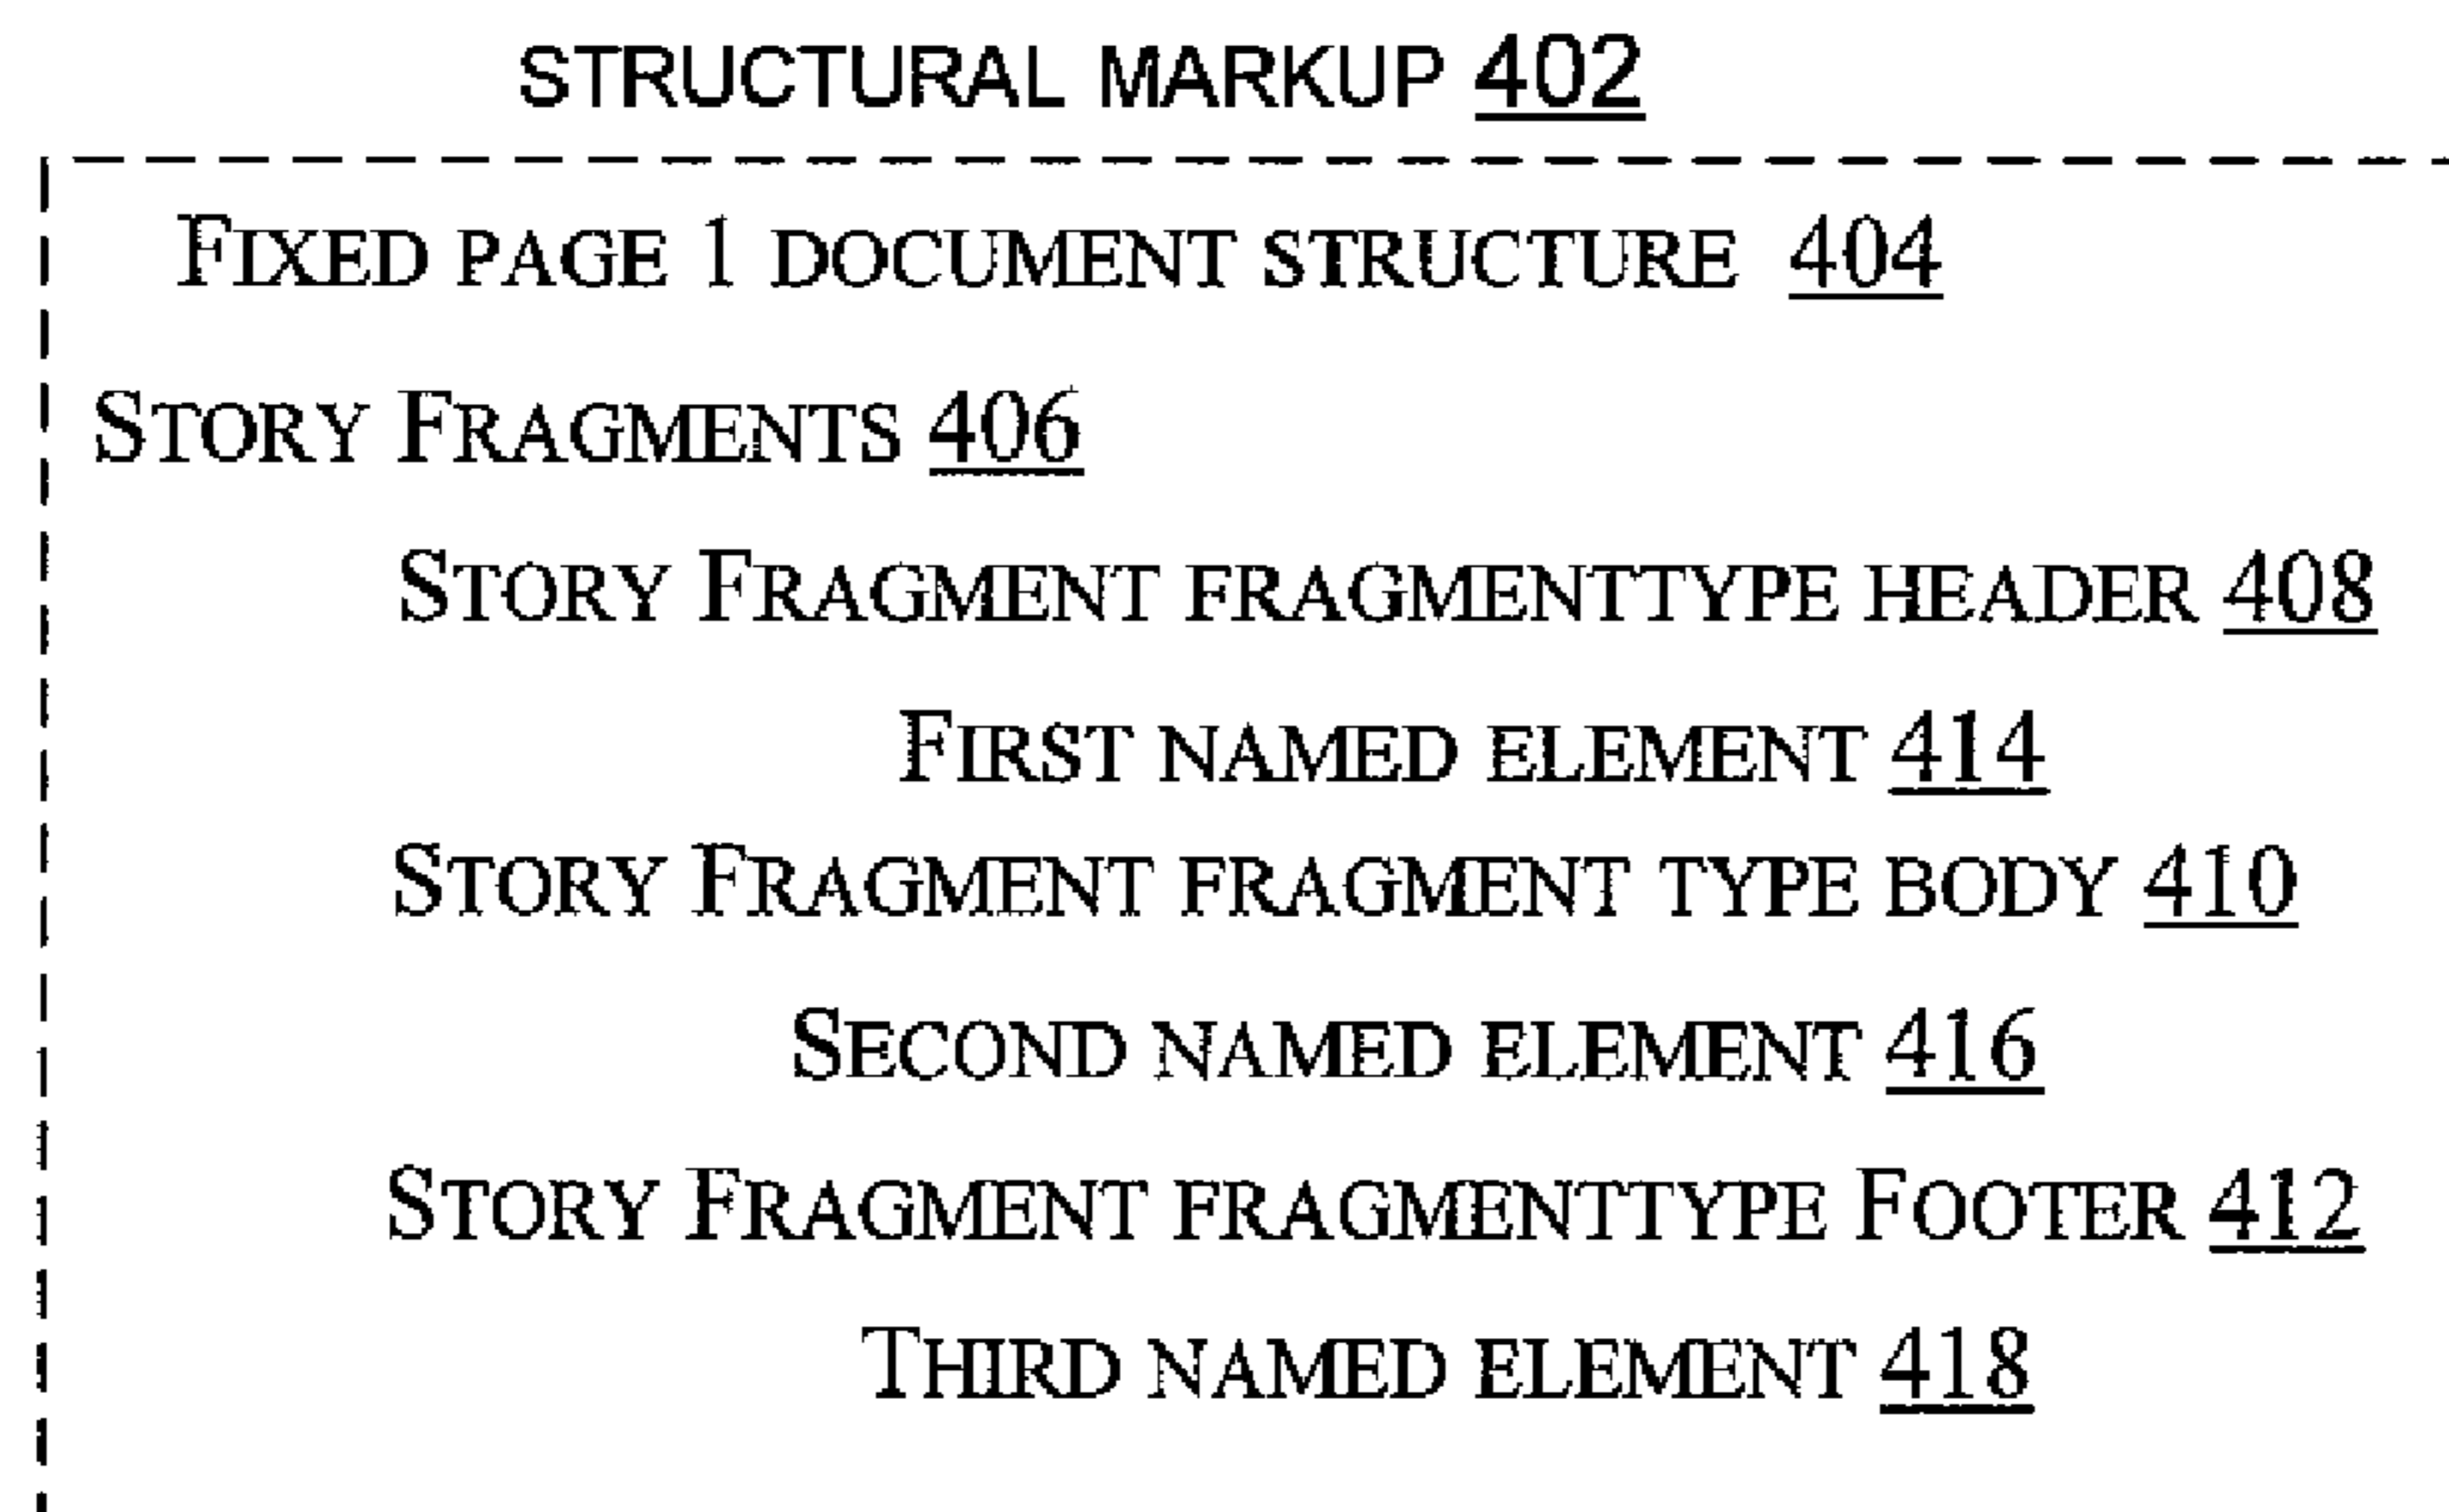 STRUCTURAL MARKUP 402
FIXED PAGE 1 DOCUMENT STRUCTURE 404
STORY FRAGMENTS 406
STORY FRAGMENT FRAGMENTTYPE HEADER 408
FIRST NAMED ELEMENT 414
STORY FRAGMENT FRAGMENT TYPE BODY 410
SECOND NAMED ELEMENT 416
STORY FRAGMENT FRAGMENTTYPE FOOTER 412
THIRD NAMED ELEMENT 418